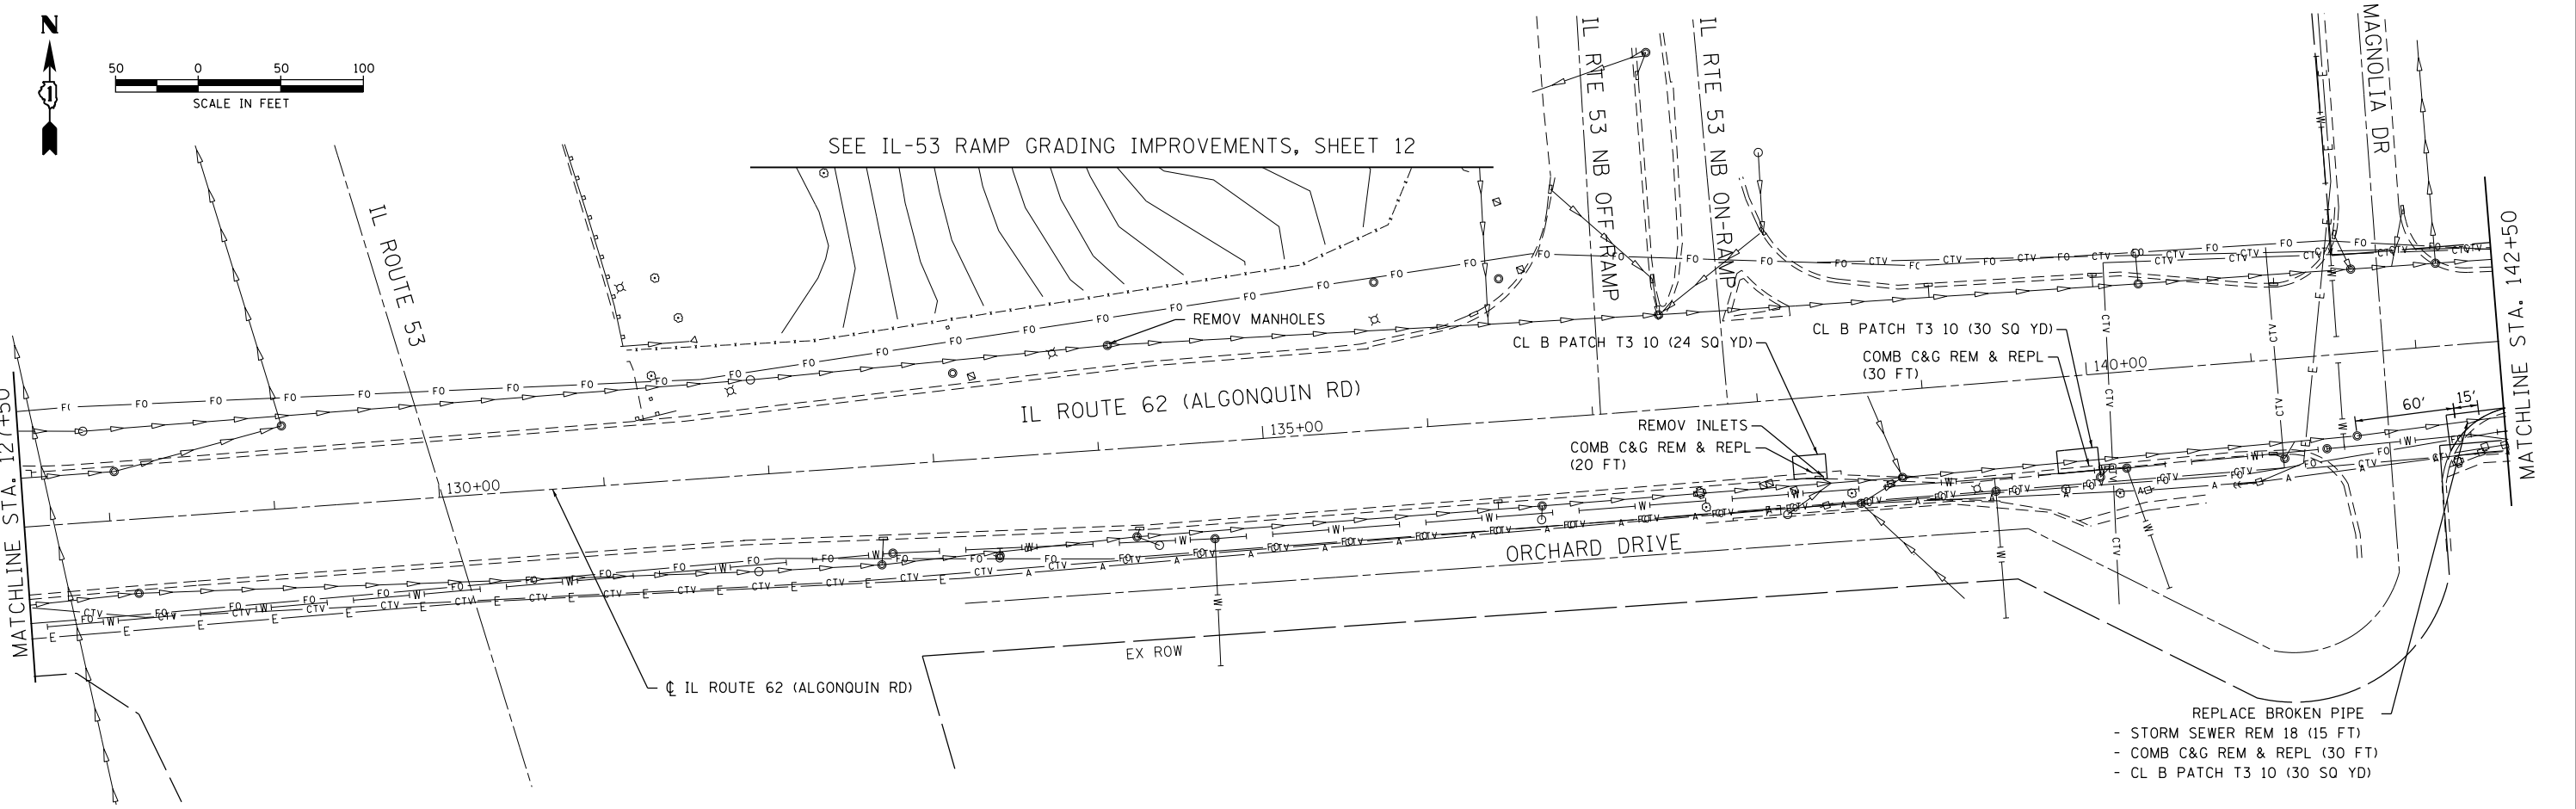 N
50 0 50 100
SCALE IN FEET
1
SEE IL-53 RAMP GRADING IMPROVEMENTS, SHEET 12
IL RTE 53 NB OFF-RAMP
IL RTE 53 NB ON-RAMP
MAGNOLIA DR
IL ROUTE 53
MATCHLINE STA. 127+50
MATCHLINE STA. 142+50
REMOV MANHOLES
CL B PATCH T3 10 (24 SQ YD)
CL B PATCH T3 10 (30 SQ YD)
COMB C&G REM & REPL
(30 FT)
140+00
IL ROUTE 62 (ALGONQUIN RD)
135+00
130+00
REMOV INLETS
COMB C&G REM & REPL
(20 FT)
60'
15'
ORCHARD DRIVE
EX ROW
℄ IL ROUTE 62 (ALGONQUIN RD)
REPLACE BROKEN PIPE
- STORM SEWER REM 18 (15 FT)
- COMB C&G REM & REPL (30 FT)
- CL B PATCH T3 10 (30 SQ YD)